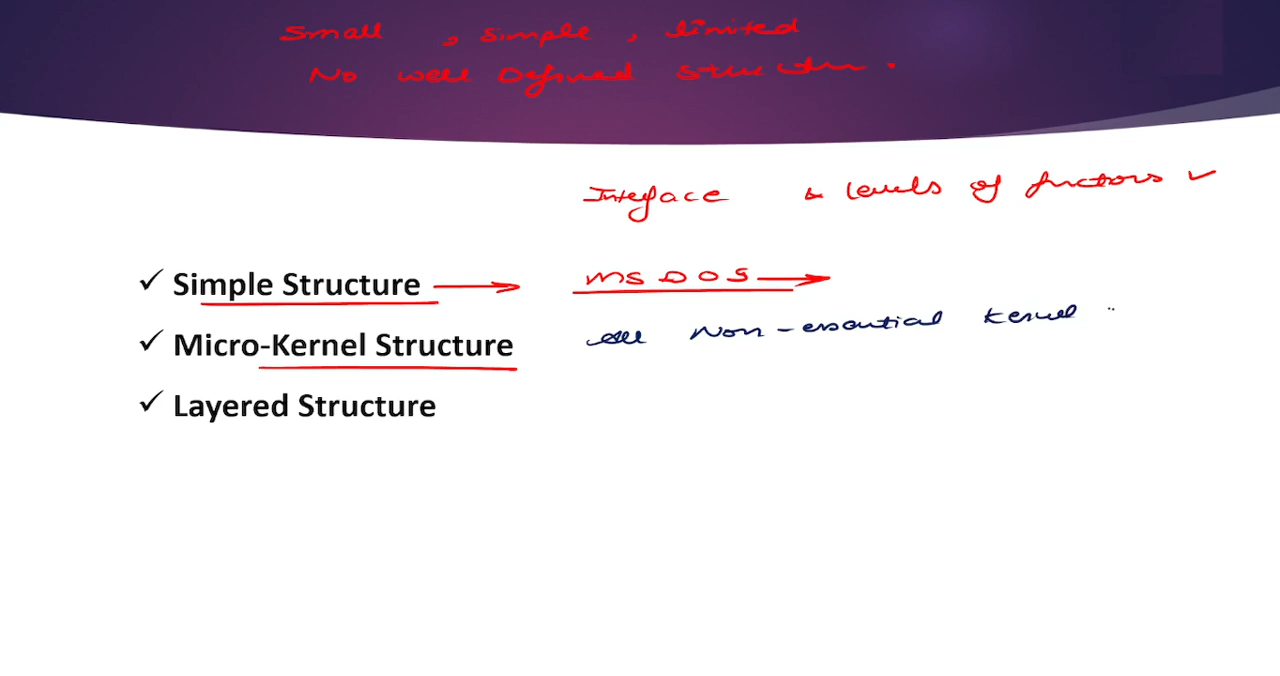 Small , simple , limited
No well Defined structure .
Interface & levels of functions ✓
✓ Simple Structure → MS DOS →
✓ Micro-Kernel Structure All Non-essential Kernel
✓ Layered Structure